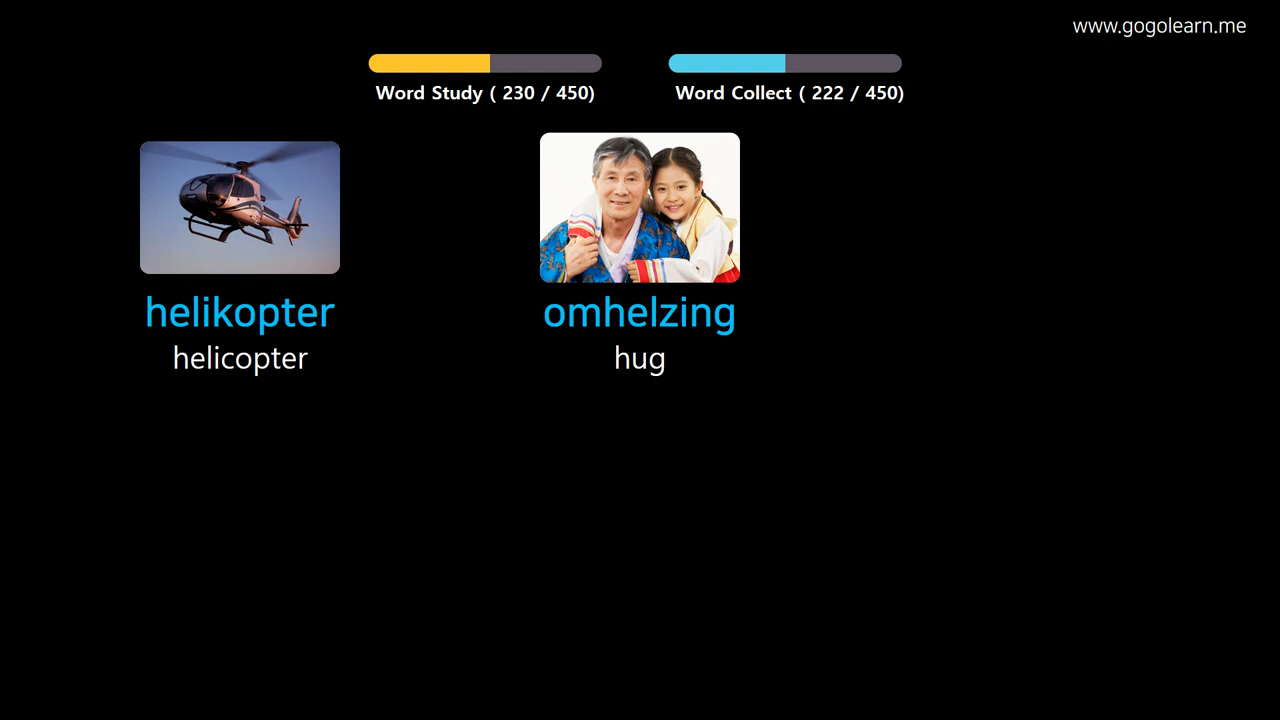 www.gogolearn.me
Word Study ( 230 / 450)
Word Collect ( 222 / 450)
helikopter
helicopter
omhelzing
hug